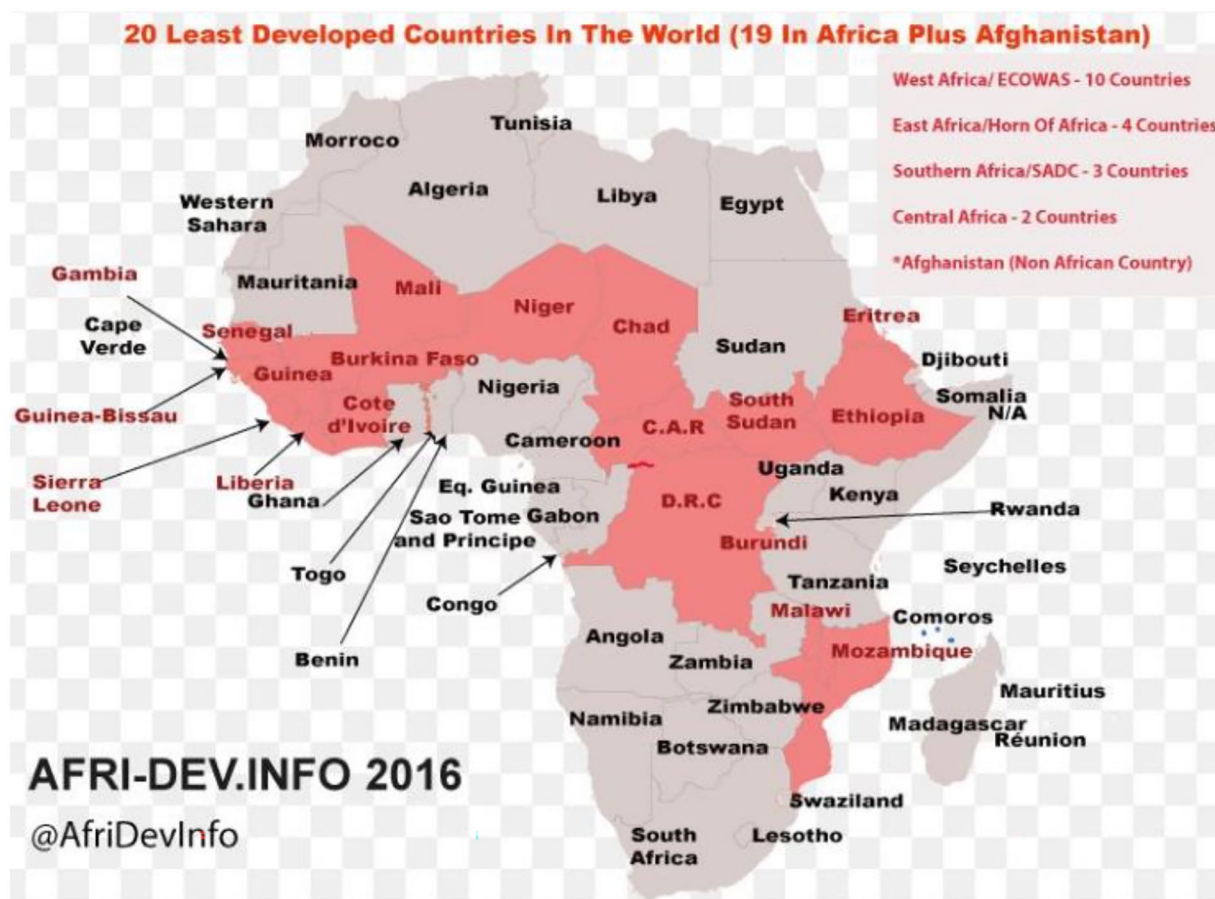 20 Least Developed Countries In The World (19 In Africa Plus Afghanistan)
West Africa/ ECOWAS - 10 Countries
East Africa/Horn Of Africa - 4 Countries
Southern Africa/SADC - 3 Countries
Central Africa - 2 Countries
*Afghanistan (Non African Country)
Tunisia
Morroco
Algeria
Libya
Egypt
Western
Sahara
Gambia
Mauritania
Mali
Niger
Chad
Eritrea
Cape
Verde
Senegal
Burkina Faso
Sudan
Djibouti
Guinea
Nigeria
Somalia
N/A
Guinea-Bissau
Cote
d'Ivoire
South
Sudan
Ethiopia
C.A.R
Cameroon
Sierra
Leone
Liberia
Ghana
Eq. Guinea
Uganda
Kenya
D.R.C
Rwanda
Sao Tome
and Principe
Gabon
Burundi
Togo
Seychelles
Tanzania
Congo
Malawi
Comoros
Benin
Angola
Zambia
Mozambique
Mauritius
Zimbabwe
Namibia
Madagascar
Réunion
Botswana
AFRI-DEV.INFO 2016
Swaziland
@AfriDevInfo
South
Africa
Lesotho